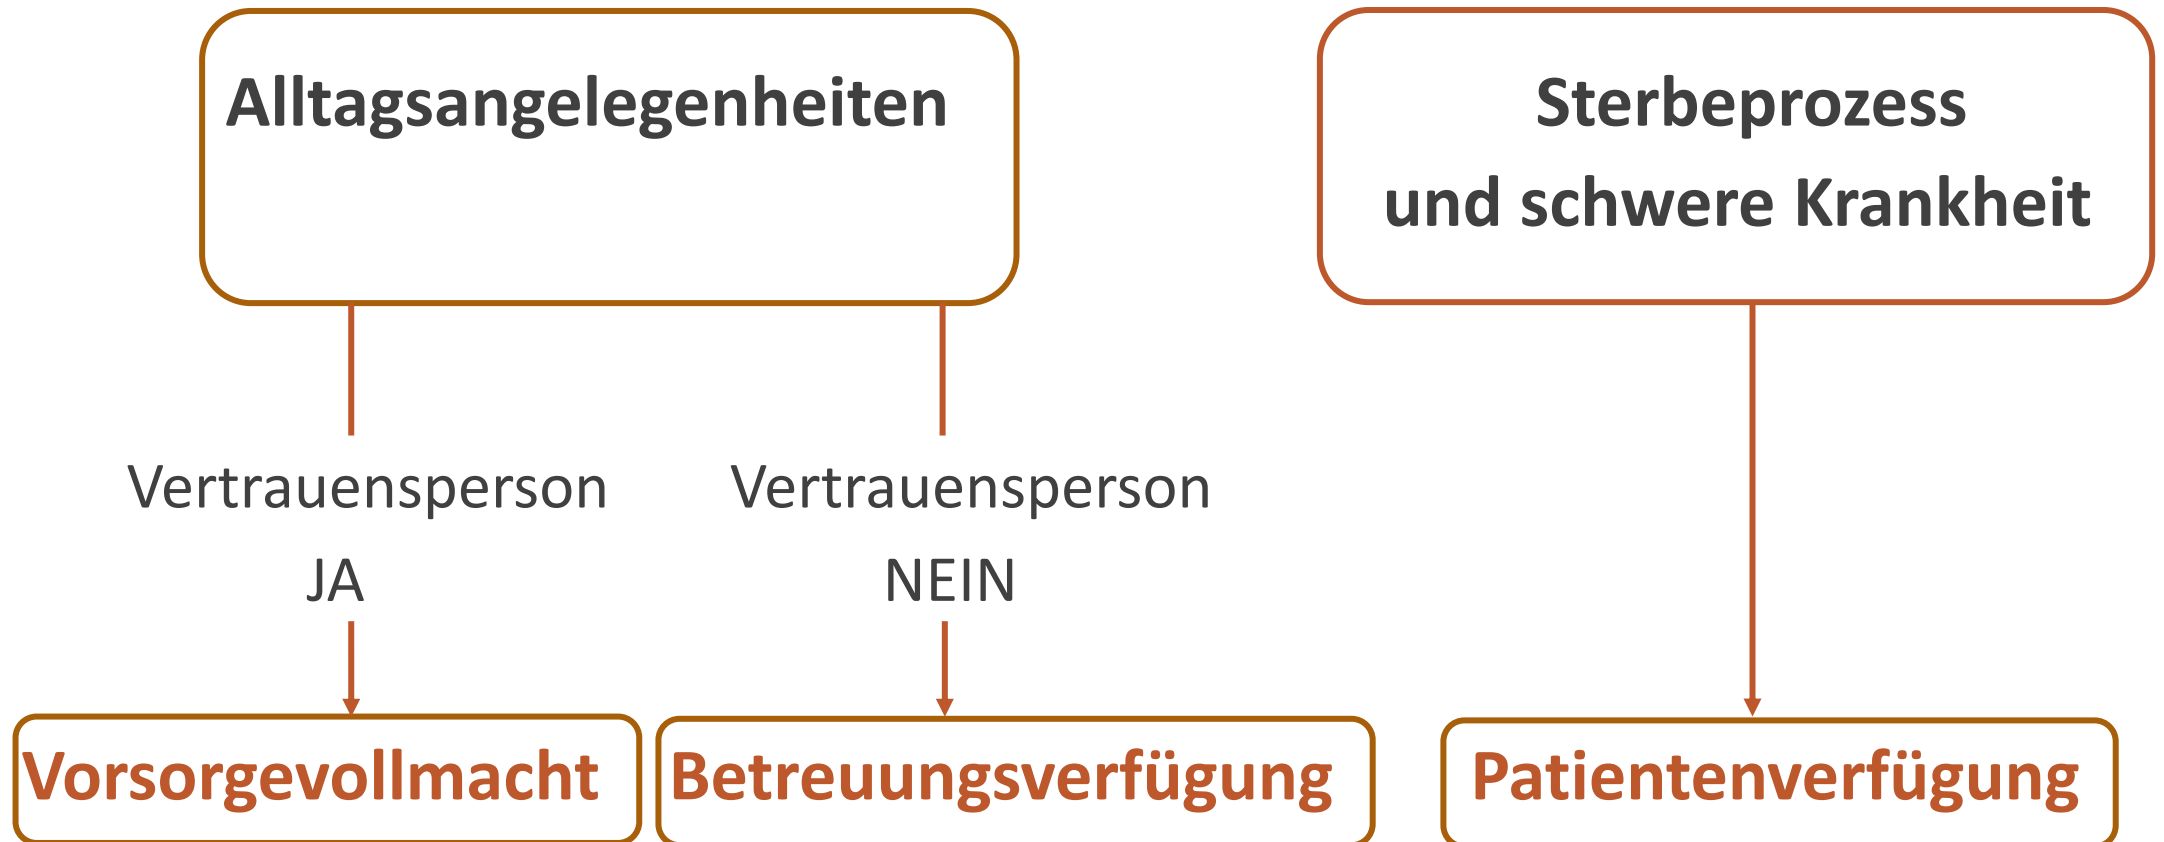 Alltagsangelegenheiten
Sterbeprozess
und schwere Krankheit
Vertrauensperson
JA
Vertrauensperson
NEIN
Vorsorgevollmacht
Betreuungsverfügung
Patientenverfügung